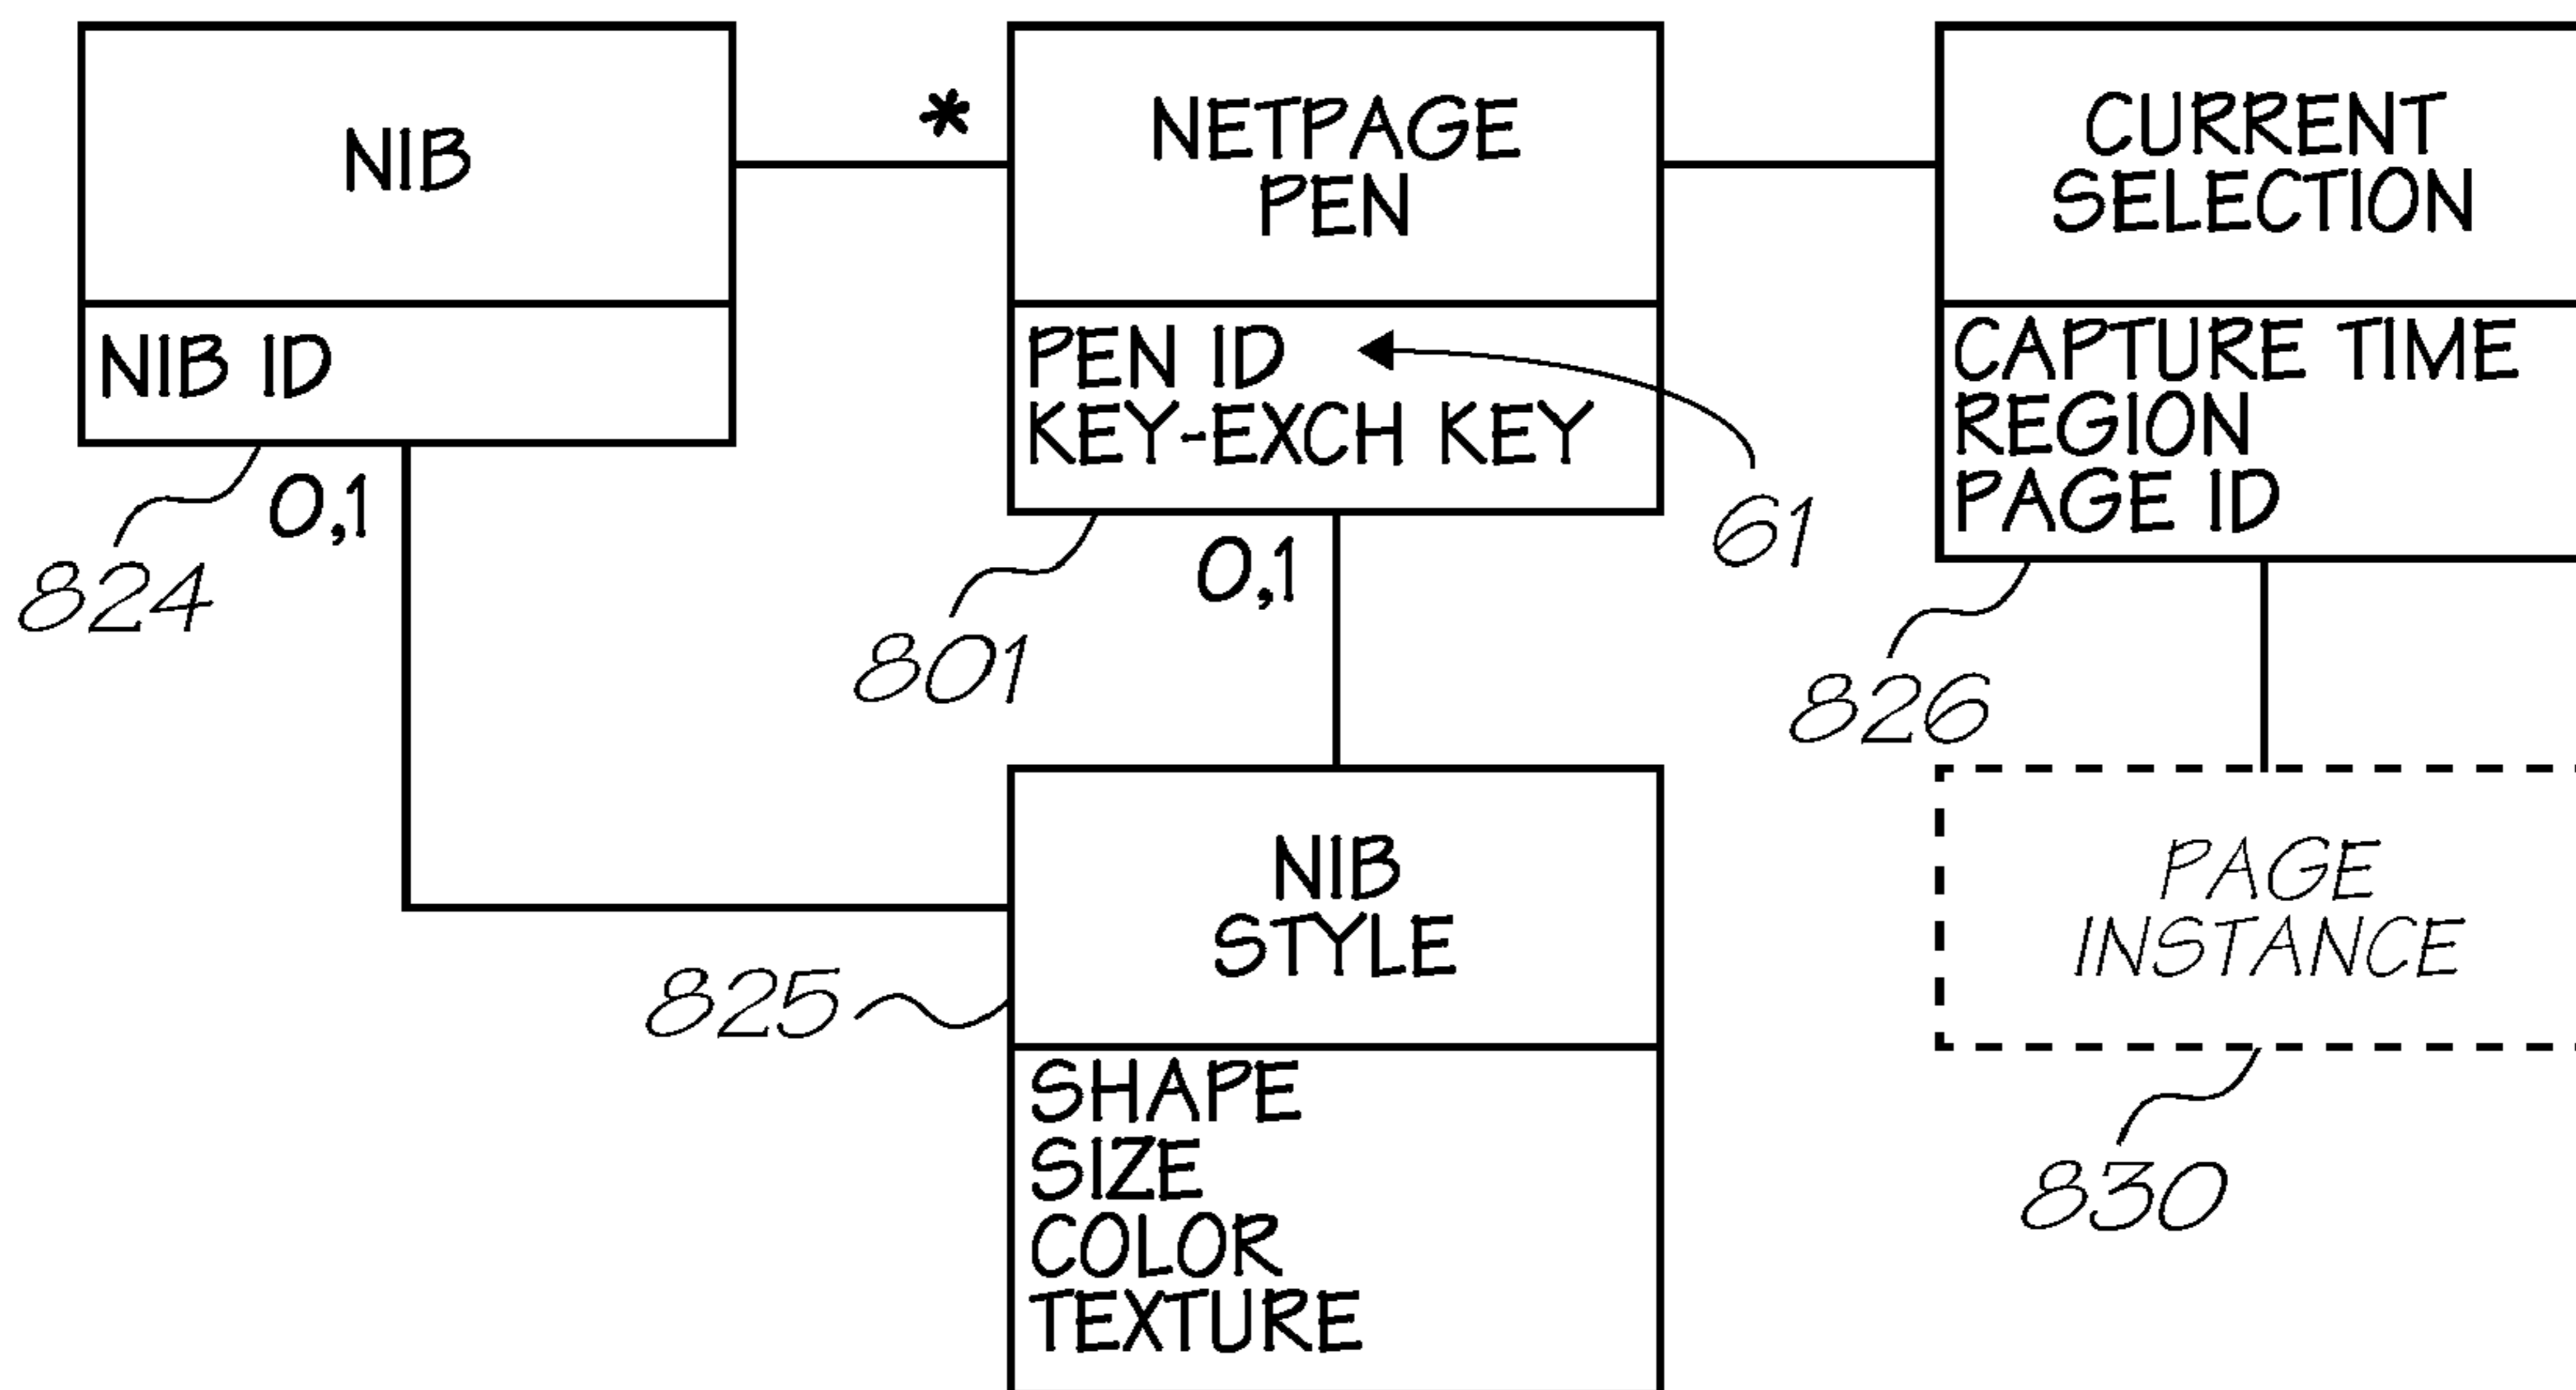 NIB
NIB ID
0,1
824
*
NETPAGE
PEN
PEN ID
KEY-EXCH KEY
0,1
801
61
CURRENT
SELECTION
CAPTURE TIME
REGION
PAGE ID
826
NIB
STYLE
825
SHAPE
SIZE
COLOR
TEXTURE
PAGE
INSTANCE
830